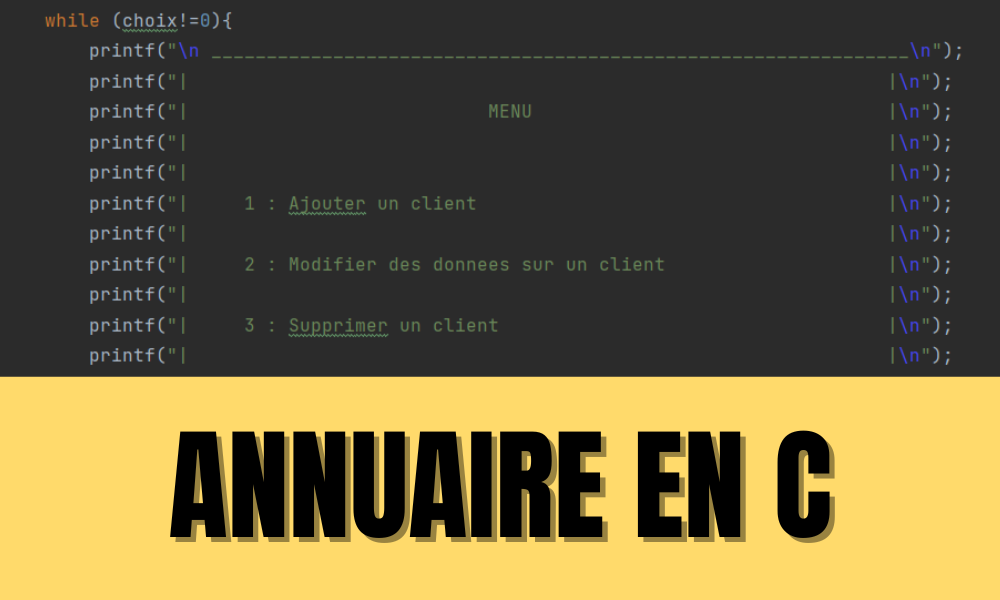 while (choix!=0){
printf("\n _______________________________________________________________\n");
printf("|                                                                |\n");
printf("|                           MENU                                 |\n");
printf("|                                                                |\n");
printf("|                                                                |\n");
printf("|     1 : Ajouter un client                                      |\n");
printf("|                                                                |\n");
printf("|     2 : Modifier des donnees sur un client                     |\n");
printf("|                                                                |\n");
printf("|     3 : Supprimer un client                                    |\n");
printf("|                                                                |\n");
ANNUAIRE EN C